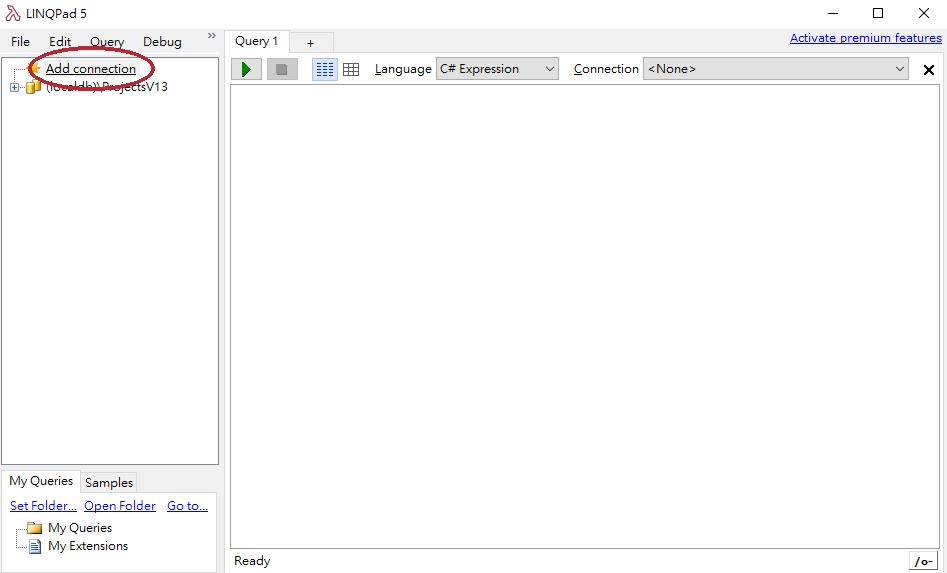 LINQPad 5
File Edit Query Debug »
Query 1 +
Activate premium features
Language C# Expression Connection <None>
Add connection
(localdb)\ProjectsV13
My Queries Samples
Set Folder... Open Folder Go to...
My Queries
My Extensions
Ready /o-